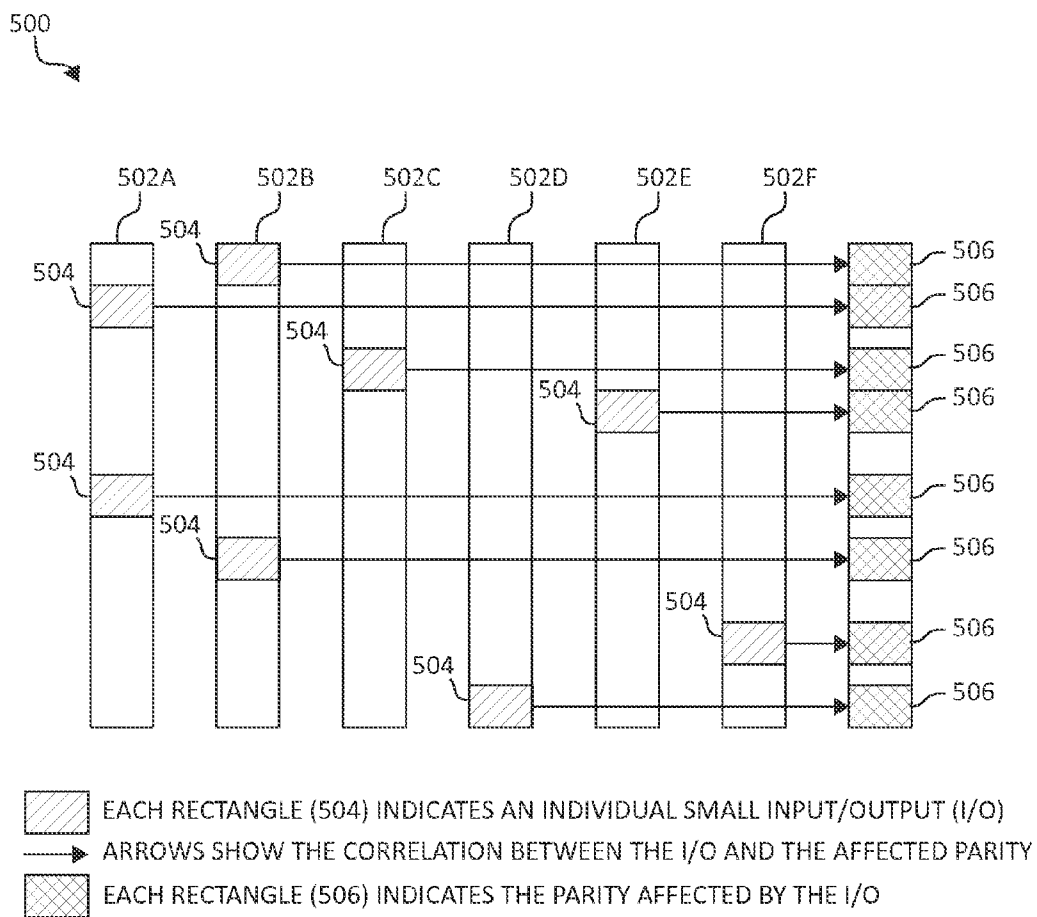 500
502A 502B 502C 502D 502E 502F
504 506
504 506
504 506
504 506
504 506
504 506
504 506
504 506
EACH RECTANGLE (504) INDICATES AN INDIVIDUAL SMALL INPUT/OUTPUT (I/O)
ARROWS SHOW THE CORRELATION BETWEEN THE I/O AND THE AFFECTED PARITY
EACH RECTANGLE (506) INDICATES THE PARITY AFFECTED BY THE I/O